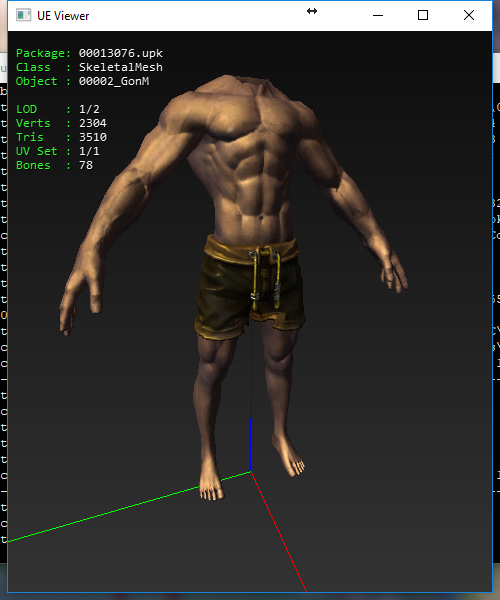 UE Viewer
Package: 00013076.upk
Class : SkeletalMesh
Object : 00002_GonM
LOD : 1/2
Verts : 2304
Tris : 3510
UV Set : 1/1
Bones : 78